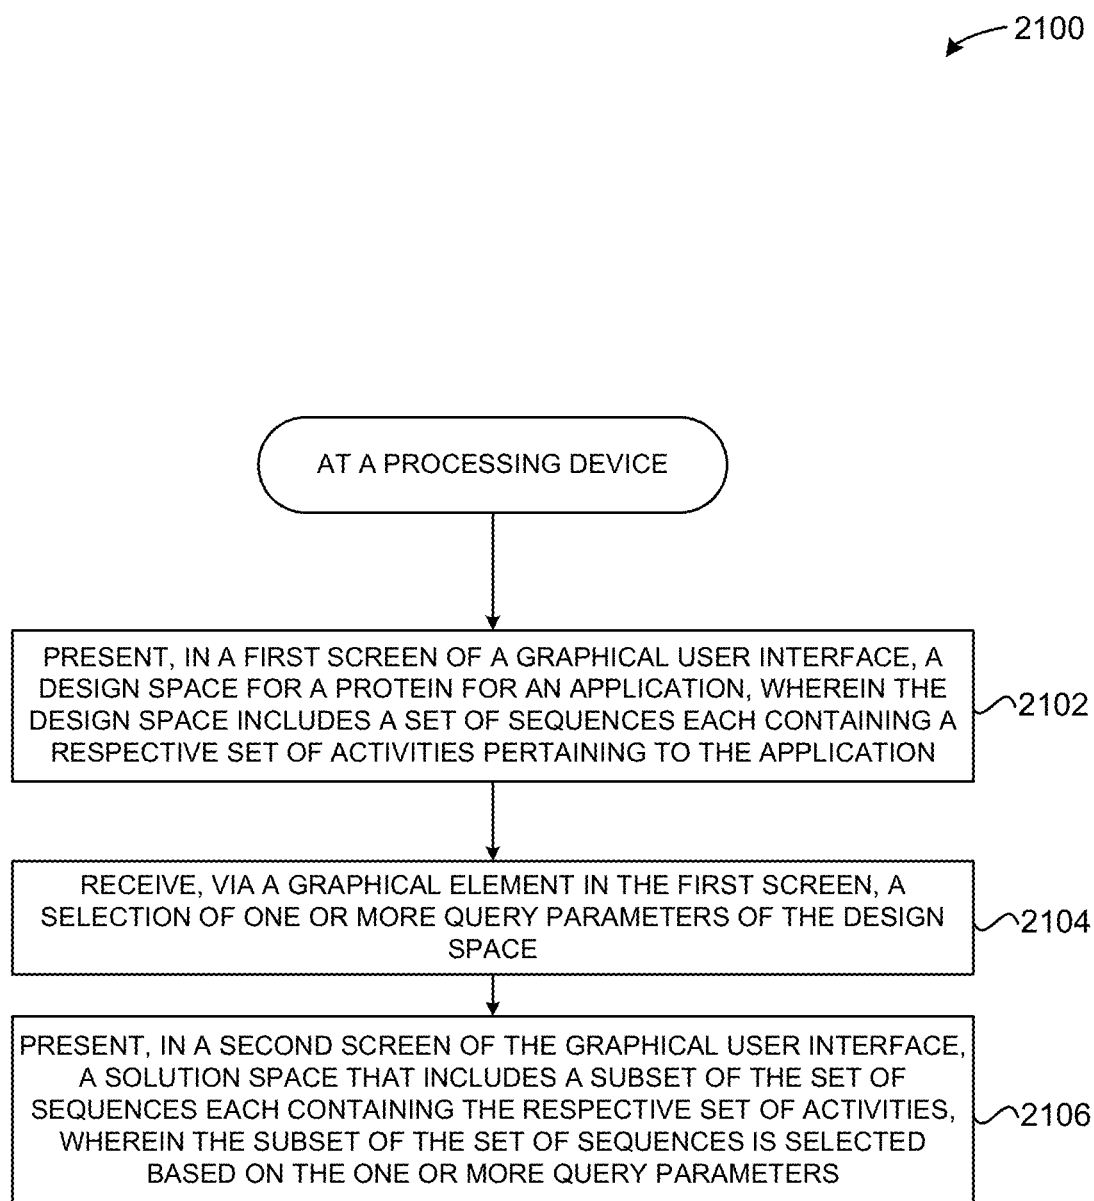 2100
AT A PROCESSING DEVICE
PRESENT, IN A FIRST SCREEN OF A GRAPHICAL USER INTERFACE, A
DESIGN SPACE FOR A PROTEIN FOR AN APPLICATION, WHEREIN THE
DESIGN SPACE INCLUDES A SET OF SEQUENCES EACH CONTAINING A
RESPECTIVE SET OF ACTIVITIES PERTAINING TO THE APPLICATION
2102
RECEIVE, VIA A GRAPHICAL ELEMENT IN THE FIRST SCREEN, A
SELECTION OF ONE OR MORE QUERY PARAMETERS OF THE DESIGN
SPACE
2104
PRESENT, IN A SECOND SCREEN OF THE GRAPHICAL USER INTERFACE,
A SOLUTION SPACE THAT INCLUDES A SUBSET OF THE SET OF
SEQUENCES EACH CONTAINING THE RESPECTIVE SET OF ACTIVITIES,
WHEREIN THE SUBSET OF THE SET OF SEQUENCES IS SELECTED
BASED ON THE ONE OR MORE QUERY PARAMETERS
2106